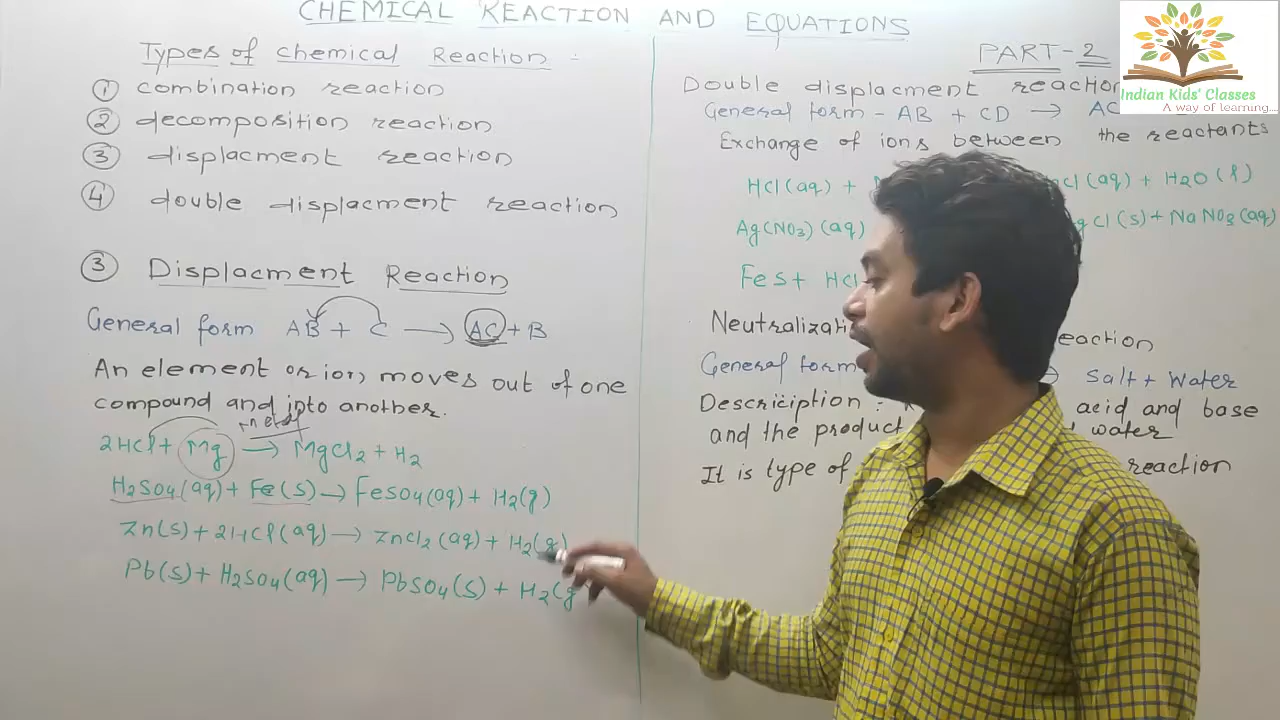 CHEMICAL REACTION AND EQUATIONS
Types of chemical Reaction :
① combination reaction
② decomposition reaction
③ displacment reaction
④ double displacment reaction
③ Displacment Reaction
General form AB + C → AC + B
An element or ion moves out of one
compound and into another.
metal
2HCl + Mg → MgCl2 + H2
H2SO4(aq) + Fe(s) → FeSO4(aq) + H2(g)
Zn(s) + 2HCl(aq) → ZnCl2(aq) + H2(g)
Pb(s) + H2SO4(aq) → PbSO4(s) + H2(g
PART-2
Double displacment reaction
General form - AB + CD → AC
Exchange of ions between the reactants
HCl(aq) + cl(aq) + H2O(l)
Ag(NO3)(aq) gCl(s) + NaNO3(aq)
FeS + HCl
Neutralizati eaction
General form → Salt + Water
Descriciption : acid and base
and the product water
It is type of reaction
Indian Kids' Classes
A way of learning...